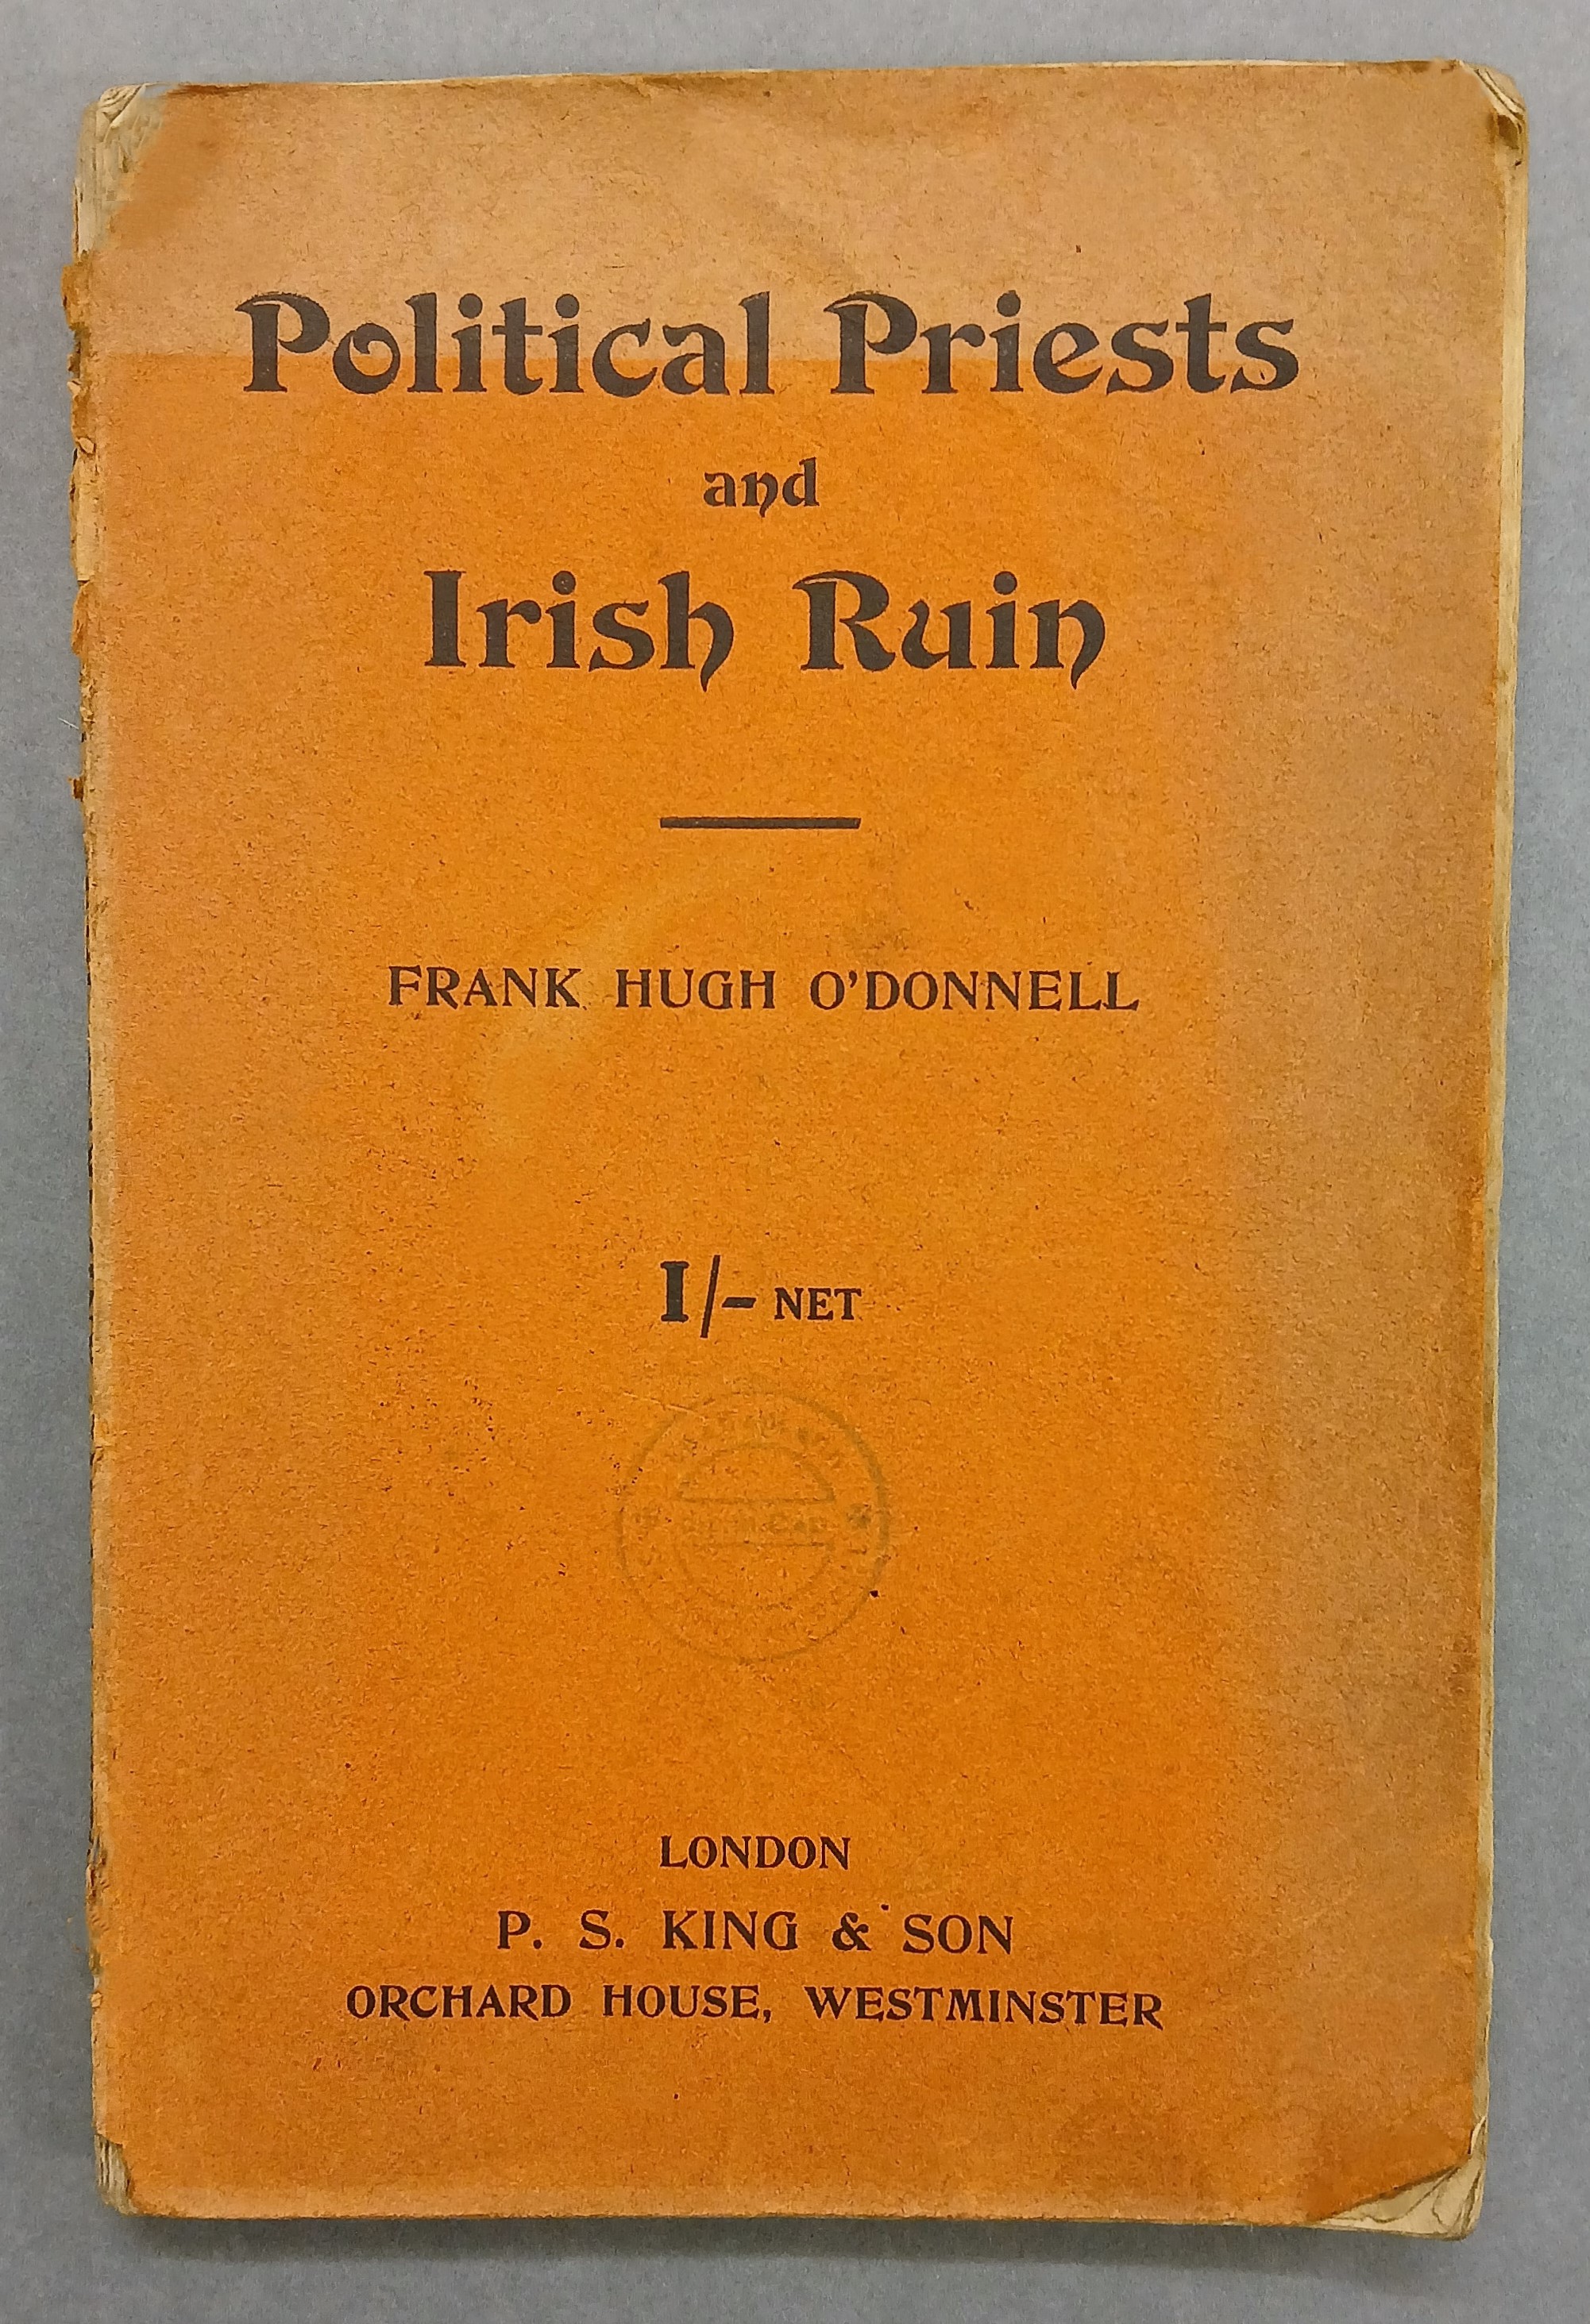 Political Priests
and
Irish Ruin
FRANK HUGH O'DONNELL
1/- NET
LONDON
P. S. KING & SON
ORCHARD HOUSE, WESTMINSTER